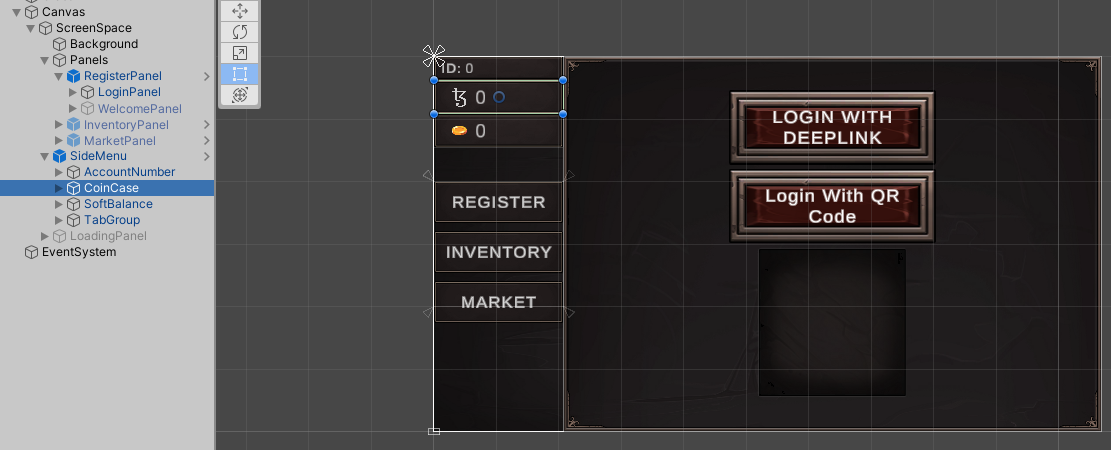 Canvas
ScreenSpace
Background
Panels
RegisterPanel
LoginPanel
WelcomePanel
InventoryPanel
MarketPanel
SideMenu
AccountNumber
CoinCase
SoftBalance
TabGroup
LoadingPanel
EventSystem
ID: 0
ꜩ 0
0
REGISTER
INVENTORY
MARKET
LOGIN WITH
DEEPLINK
Login With QR
Code